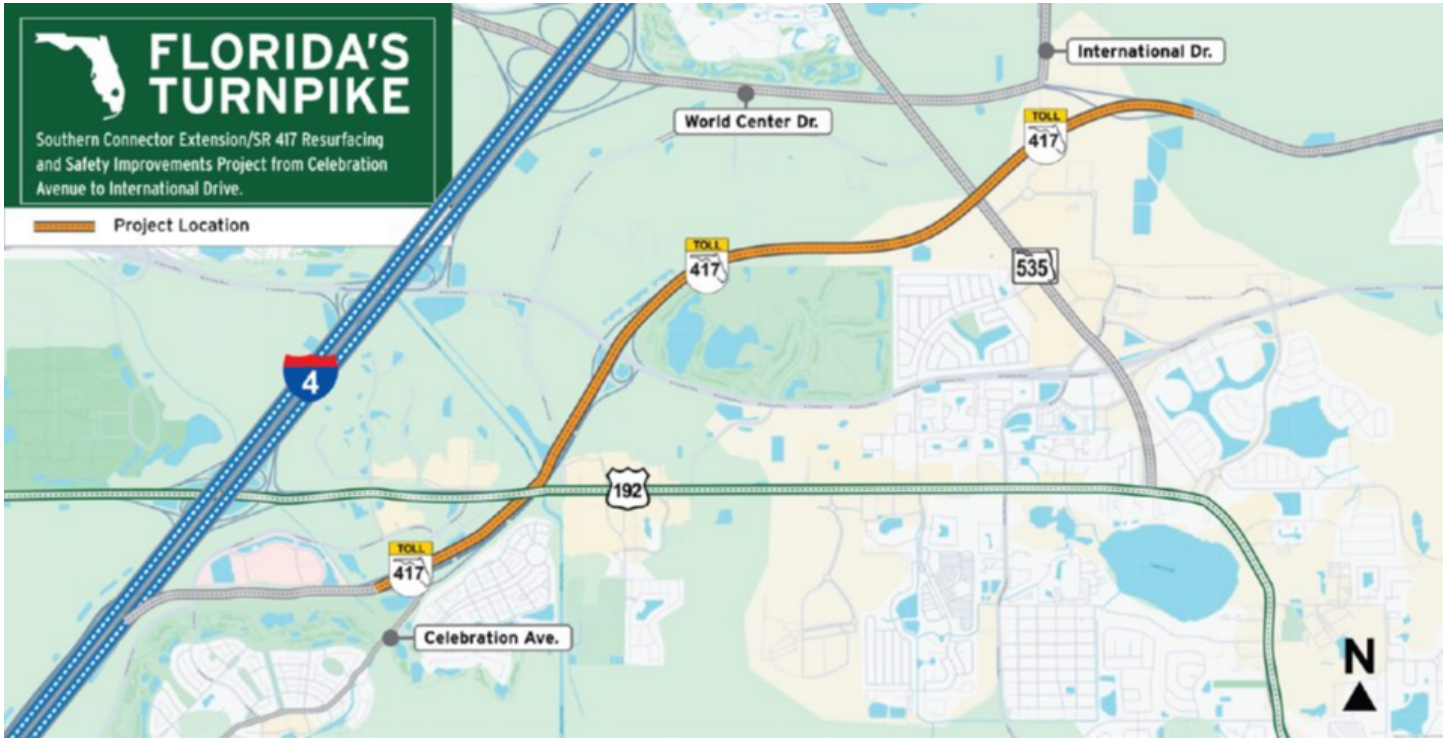 FLORIDA'S
TURNPIKE
Southern Connector Extension/SR 417 Resurfacing
and Safety Improvements Project from Celebration
Avenue to International Drive.
Project Location
International Dr.
World Center Dr.
TOLL
417
TOLL
417
535
4
192
TOLL
417
Celebration Ave.
N